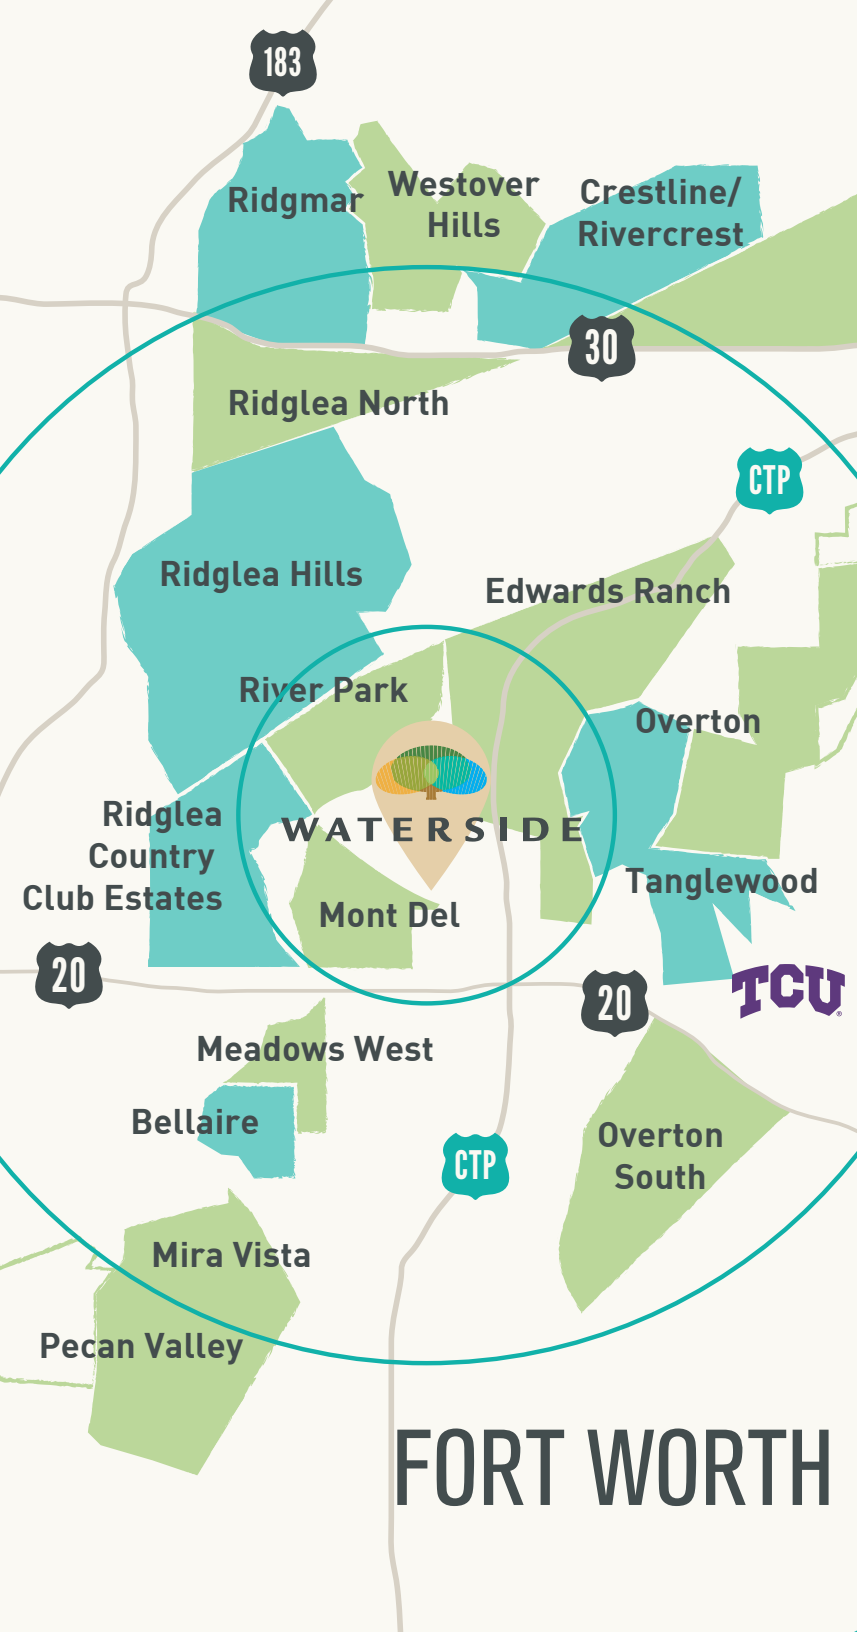 183
Ridgmar
Westover
Hills
Crestline/
Rivercrest
30
Ridglea North
CTP
Ridglea Hills
Edwards Ranch
River Park
Overton
Ridglea
Country
Club Estates
WATERSIDE
Tanglewood
Mont Del
20
20
TCU
Meadows West
Bellaire
Overton
South
CTP
Mira Vista
Pecan Valley
FORT WORTH